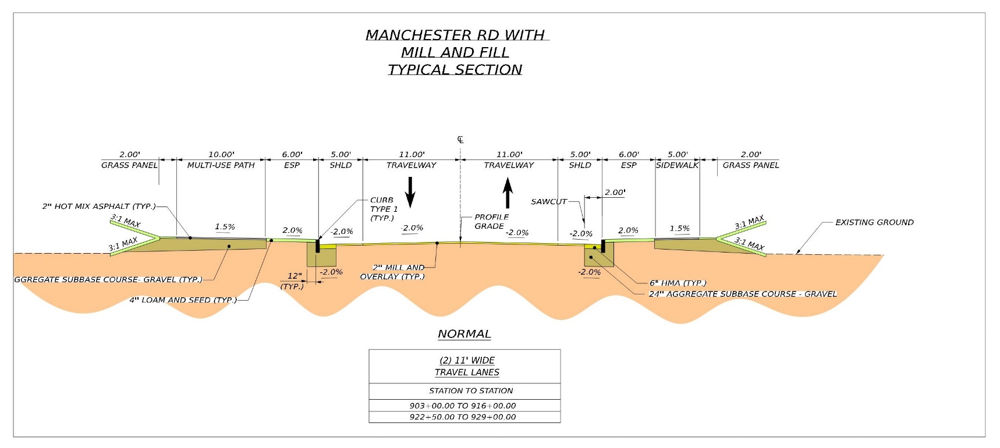 MANCHESTER RD WITH
MILL AND FILL
TYPICAL SECTION
℄
2.00' 10.00' 6.00' 5.00' 11.00' 11.00' 5.00' 6.00' 5.00' 2.00'
GRASS PANEL MULTI-USE PATH ESP SHLD TRAVELWAY TRAVELWAY SHLD ESP SIDEWALK GRASS PANEL
2.00'
SAWCUT
CURB
TYPE 1
(TYP.)
2" HOT MIX ASPHALT (TYP.)
PROFILE
GRADE
3:1 MAX
3:1 MAX
1.5% 2.0% -2.0% -2.0% -2.0% -2.0% 2.0% 1.5%
3:1 MAX
3:1 MAX
EXISTING GROUND
2" MILL AND
OVERLAY (TYP.)
-2.0%
-2.0%
12"
(TYP.)
GGREGATE SUBBASE COURSE- GRAVEL (TYP.)
6" HMA (TYP.)
24" AGGREGATE SUBBASE COURSE - GRAVEL
4" LOAM AND SEED (TYP.)
NORMAL
(2) 11' WIDE
TRAVEL LANES
STATION TO STATION
903+00.00 TO 916+00.00
922+50.00 TO 929+00.00